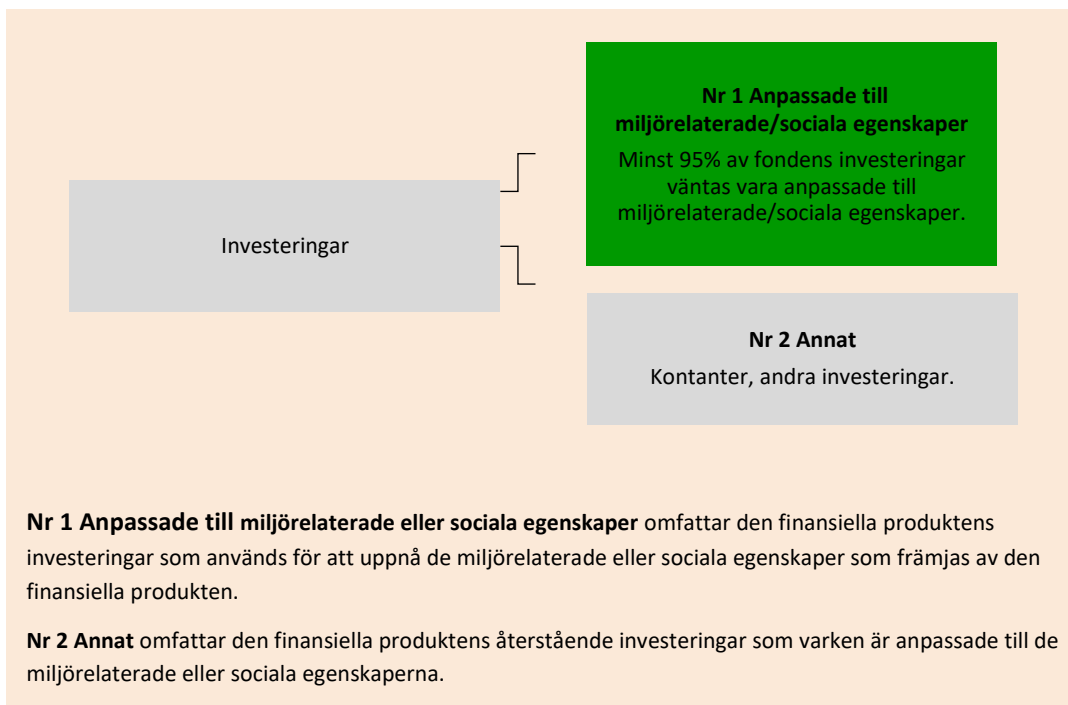 Nr 1 Anpassade till
miljörelaterade/sociala egenskaper
Minst 95% av fondens investeringar
väntas vara anpassade till
miljörelaterade/sociala egenskaper.
Investeringar
Nr 2 Annat
Kontanter, andra investeringar.
Nr 1 Anpassade till miljörelaterade eller sociala egenskaper omfattar den finansiella produktens
investeringar som används för att uppnå de miljörelaterade eller sociala egenskaper som främjas av den
finansiella produkten.
Nr 2 Annat omfattar den finansiella produktens återstående investeringar som varken är anpassade till de
miljörelaterade eller sociala egenskaperna.